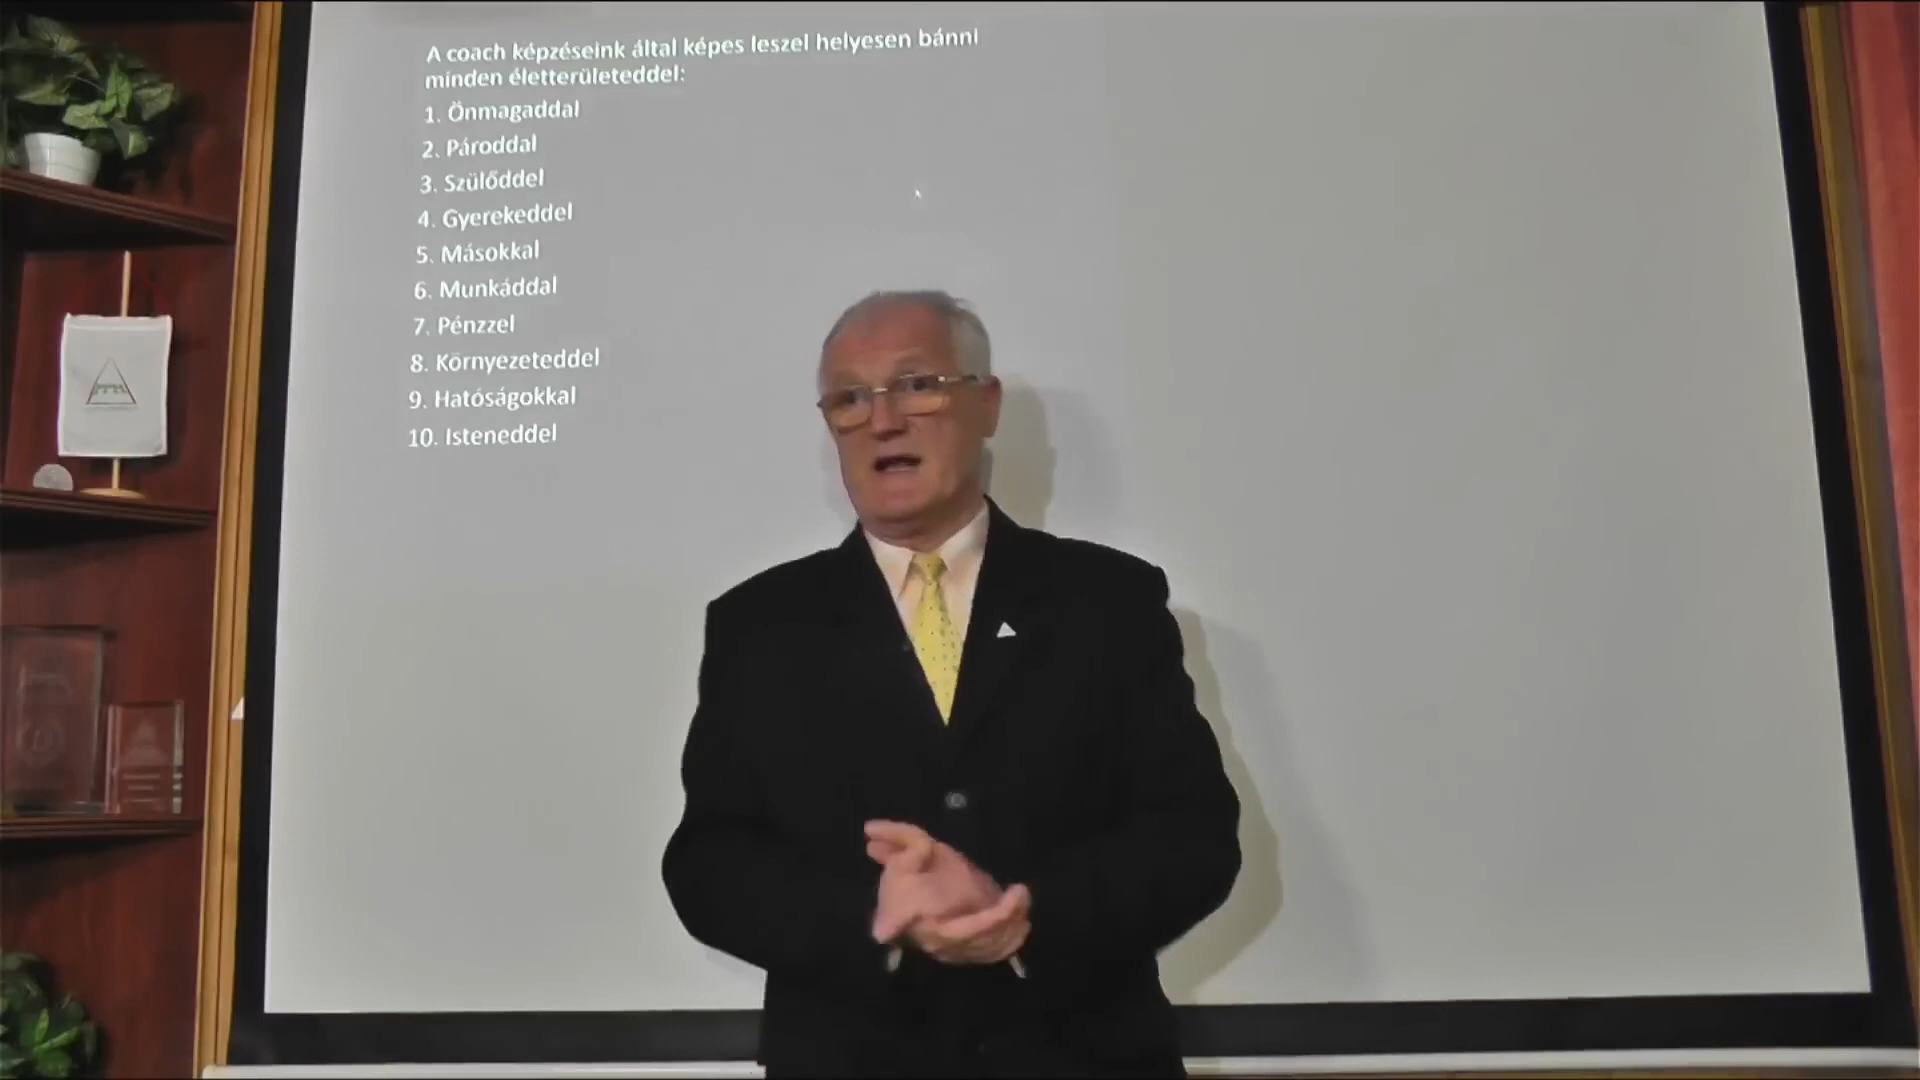 A coach képzéseink által képes leszel helyesen bánni
minden életterületeddel:
1. Önmagaddal
2. Pároddal
3. Szülőddel
4. Gyerekeddel
5. Másokkal
6. Munkáddal
7. Pénzzel
8. Környezeteddel
9. Hatóságokkal
10. Isteneddel